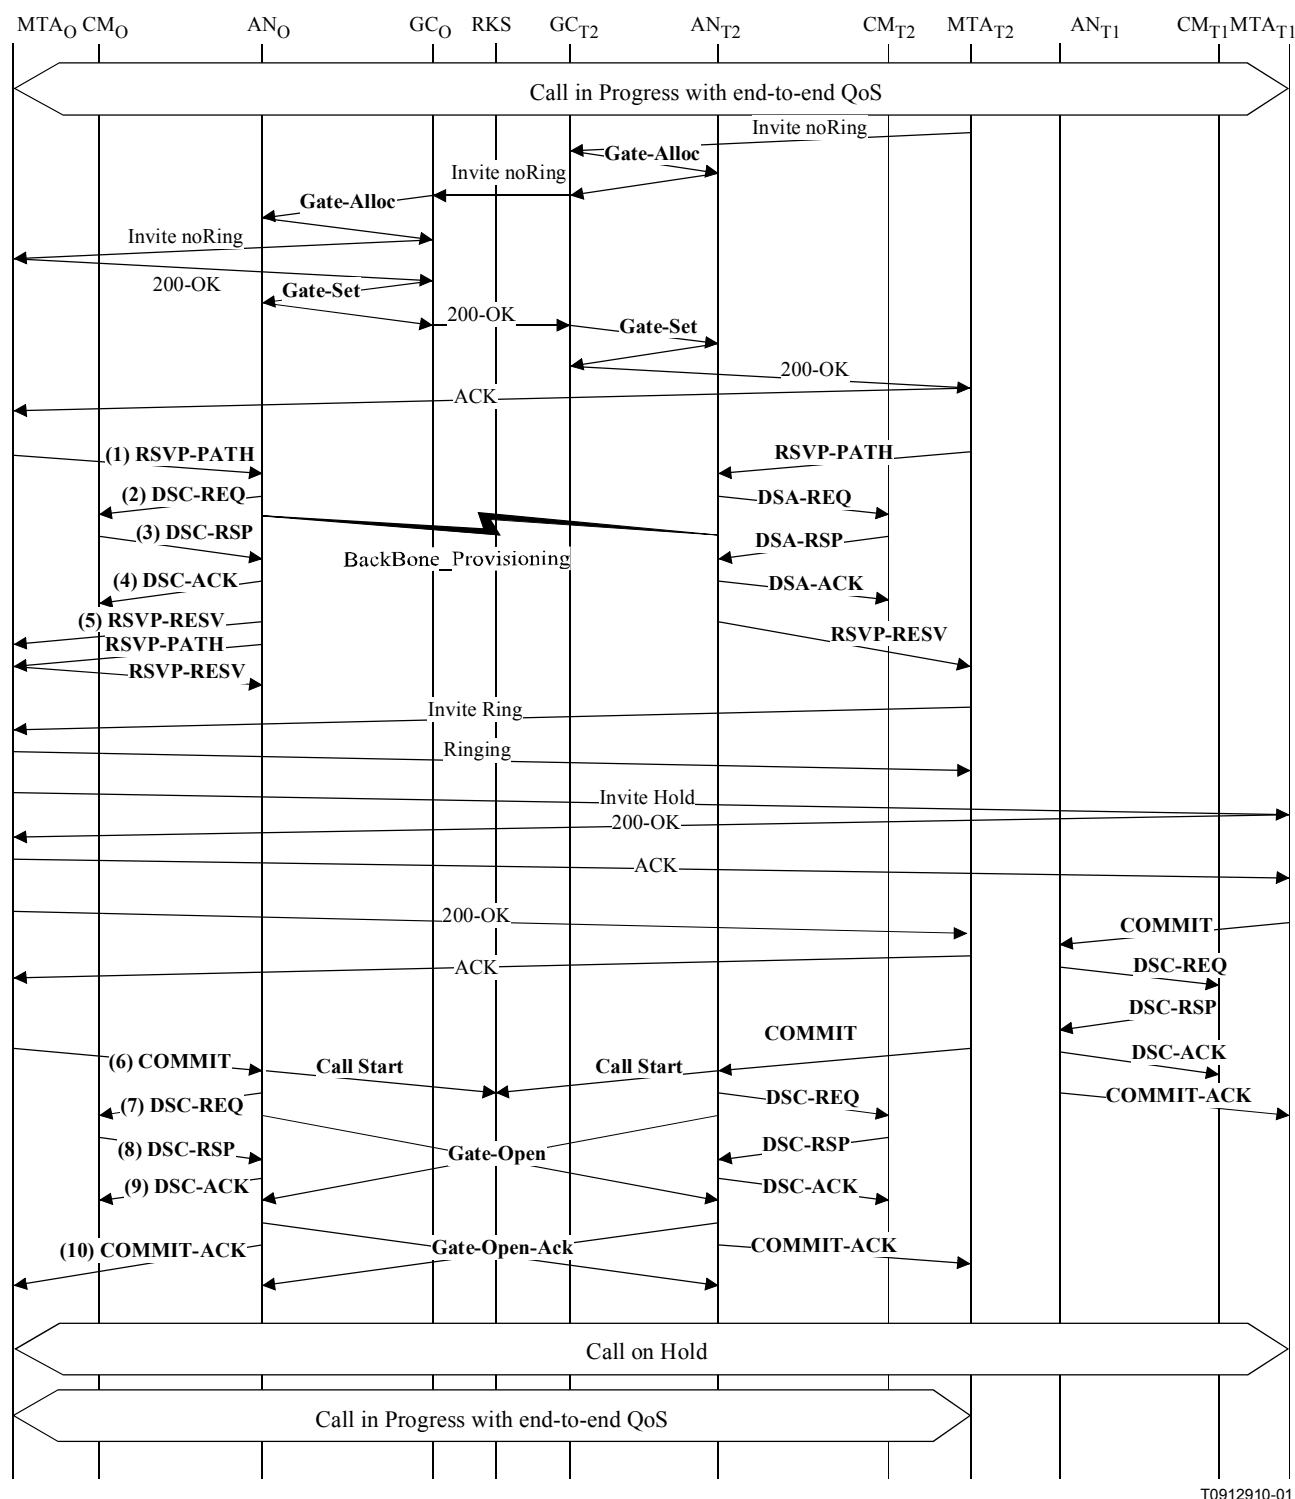 MTAO CMO ANO GCO RKS GCT2 ANT2 CMT2 MTAT2 ANT1 CMT1 MTAT1
Call in Progress with end-to-end QoS
Invite noRing
Gate-Alloc
Invite noRing
Gate-Alloc
Invite noRing
200-OK
Gate-Set
200-OK
Gate-Set
200-OK
ACK
(1) RSVP-PATH RSVP-PATH
(2) DSC-REQ DSA-REQ
(3) DSC-RSP DSA-RSP
BackBone_Provisioning
(4) DSC-ACK DSA-ACK
(5) RSVP-RESV RSVP-RESV
RSVP-PATH
RSVP-RESV
Invite Ring
Ringing
Invite Hold
200-OK
ACK
200-OK COMMIT
ACK DSC-REQ
DSC-RSP
COMMIT
DSC-ACK
(6) COMMIT Call Start Call Start
(7) DSC-REQ DSC-REQ COMMIT-ACK
(8) DSC-RSP Gate-Open DSC-RSP
(9) DSC-ACK DSC-ACK
(10) COMMIT-ACK Gate-Open-Ack COMMIT-ACK
Call on Hold
Call in Progress with end-to-end QoS
T0912910-01